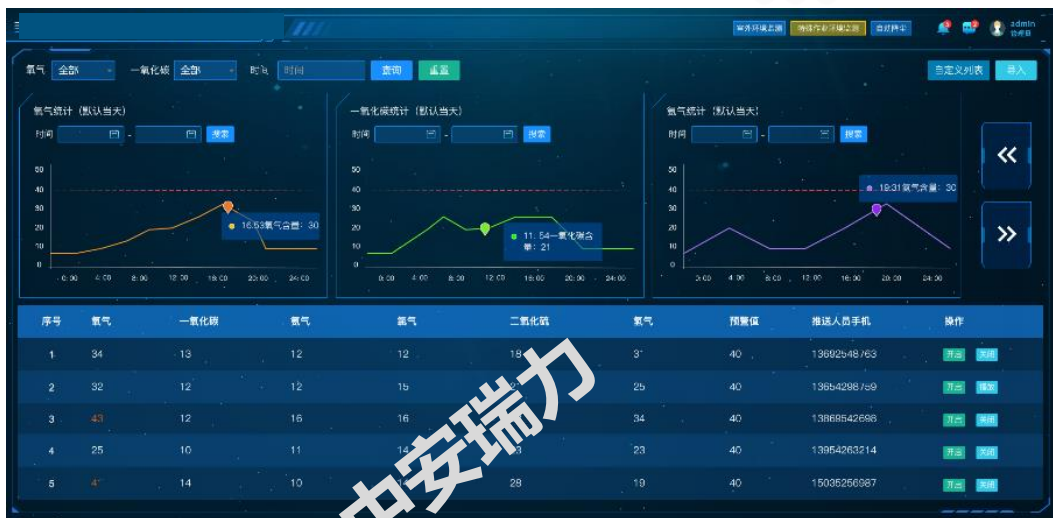 室外环境监测 特殊作业环境监测 自动降尘 admin
管理员
氧气 全部 一氧化碳 全部 时间 时间 查询 重置 自定义列表 导入
氧气统计 (默认当天) 一氧化碳统计 (默认当天) 氨气统计 (默认当天)
时间 - 搜索 时间 - 搜索 时间 - 搜索
50 50 50
40 40 40
30 30 30
20 20 20
10 10 10
0 0 0
16.53氧气含量: 30
11. 54一氧化碳含
量: 21
0:00 4:00 8:00 12:00 16:00 20:00 24:00
0:00 4:00 8:00 12:00 16:00 20:00 24:00
0:00 4:00 8:00 12:00 16:00 20:00 24:00
序号 氧气 一氧化碳 氨气 氯气 二氧化硫 氢气 预警值 推送人员手机 操作
1 34 13 12 12 18 40 13692548763 开启 关闭
2 32 12 12 15 25 40 13654298759 开启
3 43 12 16 16 34 40 13869542698 开启 关闭
4 25 10 11 14 23 40 13954263214 开启 关闭
5 14 10 28 19 40 15035256987 开启 关闭
中安瑞力